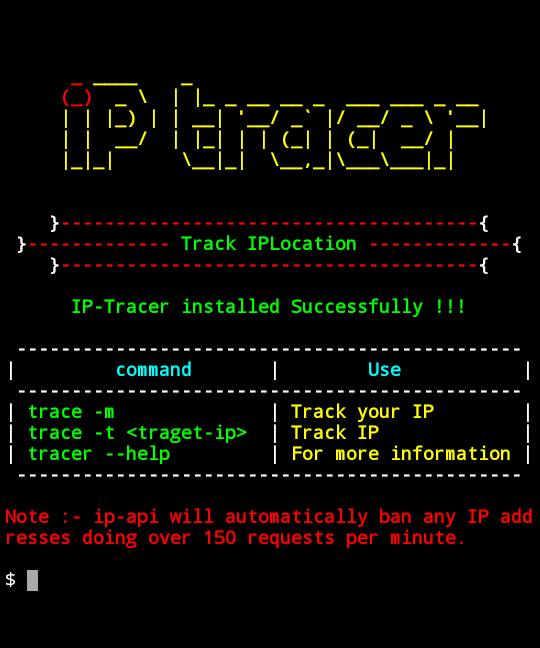 ip tracer
}--------------------------------------{
}------------- Track IPLocation -------------{
}--------------------------------------{
IP-Tracer installed Successfully !!!
----------------------------------------------
| command | Use |
----------------------------------------------
| trace -m | Track your IP |
| trace -t <traget-ip> | Track IP |
| tracer --help | For more information |
----------------------------------------------
Note :- ip-api will automatically ban any IP add
resses doing over 150 requests per minute.
$